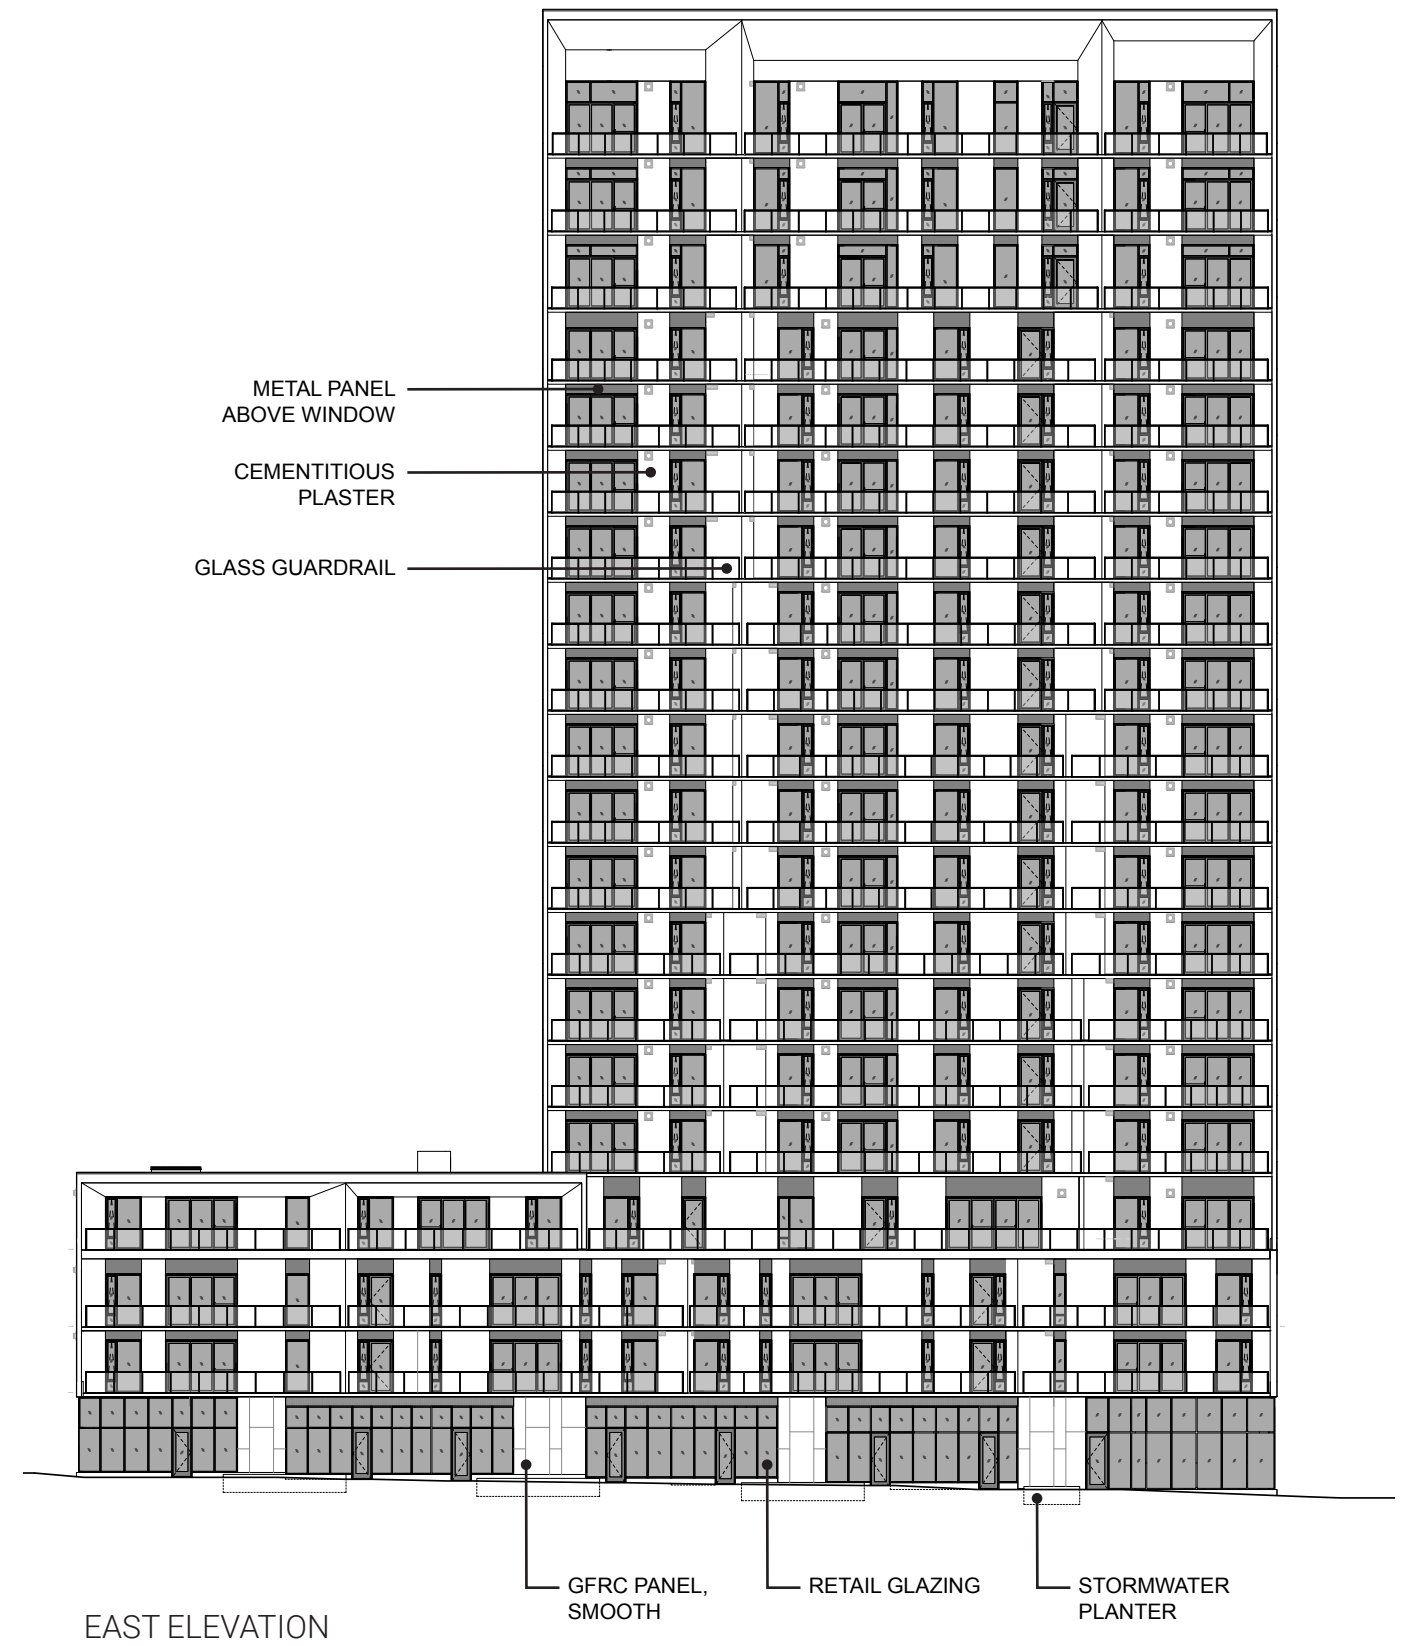 METAL PANEL
ABOVE WINDOW
CEMENTITIOUS
PLASTER
GLASS GUARDRAIL
GFRC PANEL,
SMOOTH
RETAIL GLAZING
STORMWATER
PLANTER
EAST ELEVATION